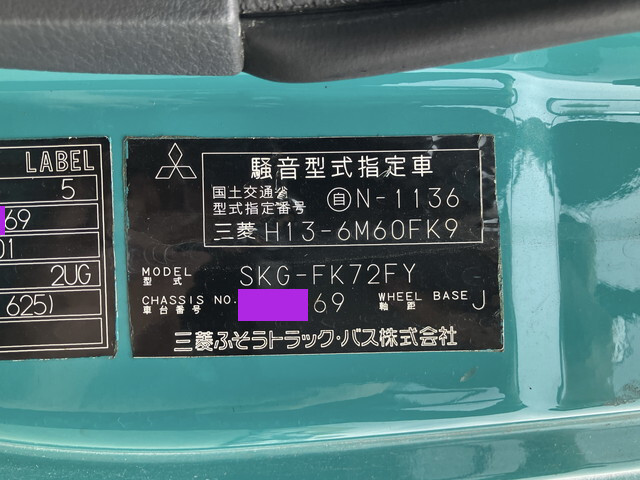 LABEL
5
69
01
2UG
625)
騒音型式指定車
国土交通省
型式指定番号 自N-1136
三菱 H13-6M60FK9
MODEL
型式 SKG-FK72FY
CHASSIS NO. 69 WHEEL BASE J
車台番号 軸距
三菱ふそうトラック・バス株式会社